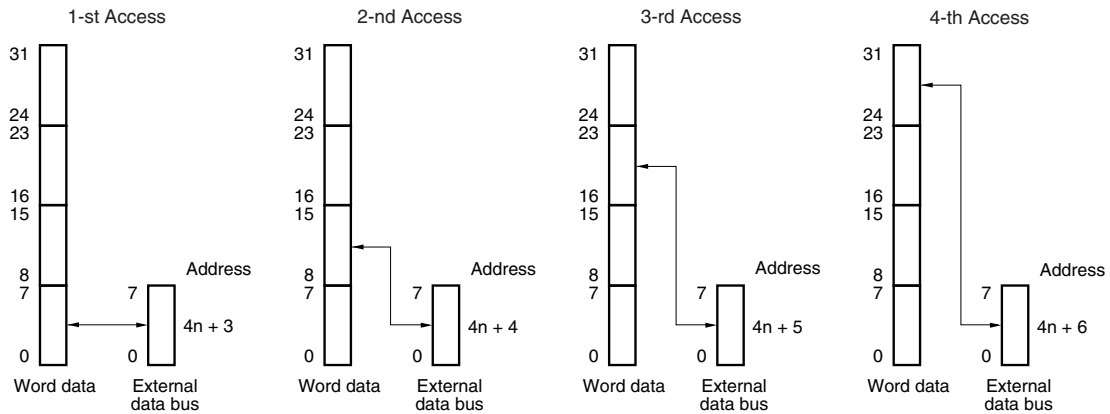 1-st Access
2-nd Access
3-rd Access
4-th Access
31
24
23
16
15
8
7
0
Word data
Address
7
4n + 3
0
External
data bus
31
24
23
16
15
8
7
0
Word data
Address
7
4n + 4
0
External
data bus
31
24
23
16
15
8
7
0
Word data
Address
7
4n + 5
0
External
data bus
31
24
23
16
15
8
7
0
Word data
Address
7
4n + 6
0
External
data bus